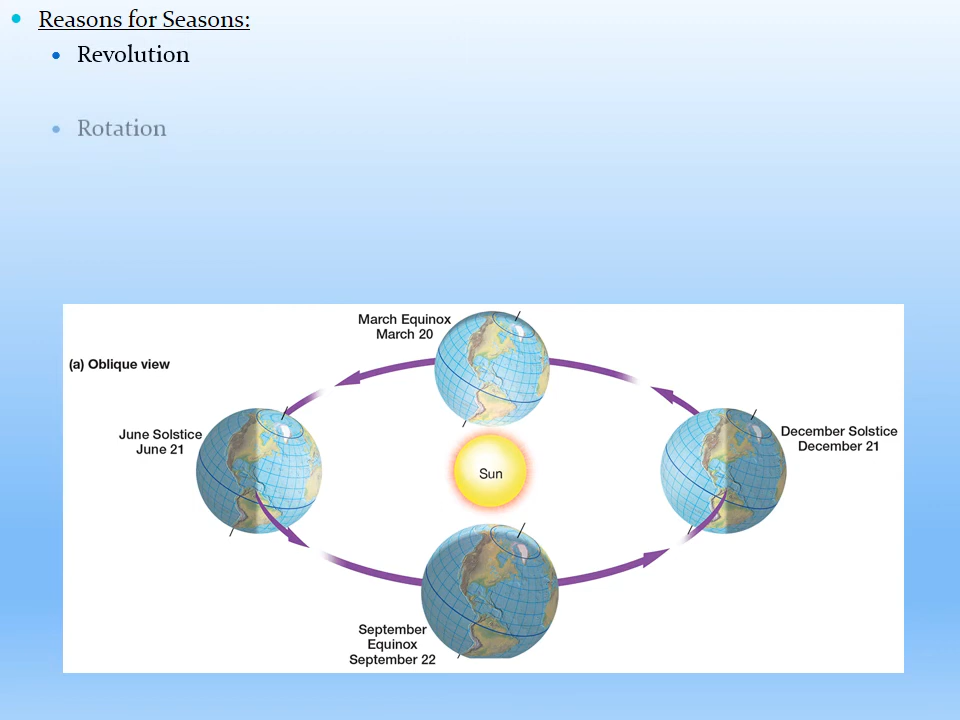 Reasons for Seasons:
Revolution
Rotation
March Equinox
March 20
(a) Oblique view
June Solstice
June 21
December Solstice
December 21
Sun
September
Equinox
September 22